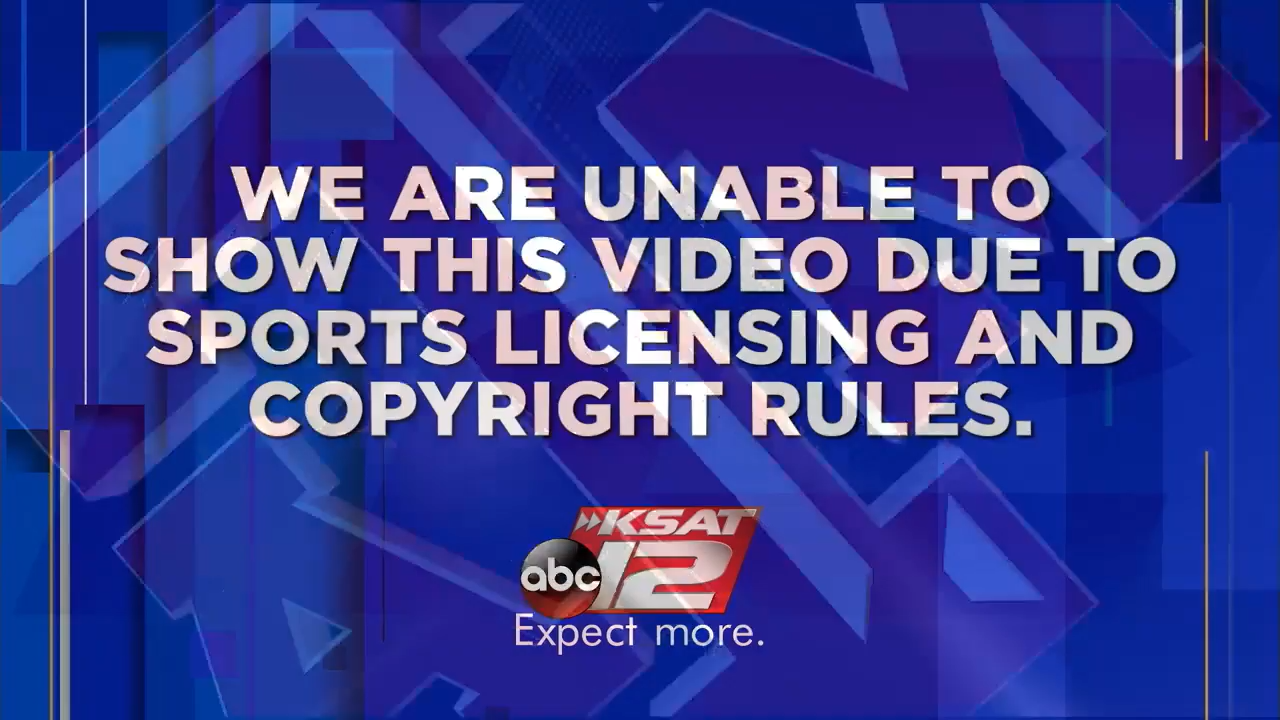 WE ARE UNABLE TO
SHOW THIS VIDEO DUE TO
SPORTS LICENSING AND
COPYRIGHT RULES.
KSAT
abc 12
Expect more.